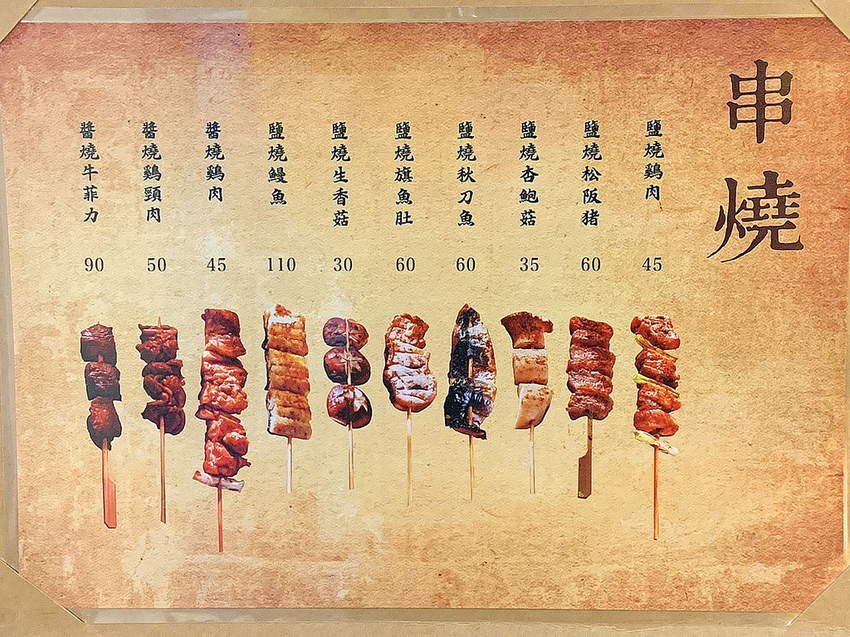 串燒
鹽燒鷄肉
45
鹽燒松阪猪
60
鹽燒杏鮑菇
35
鹽燒秋刀魚
60
鹽燒旗魚肚
60
鹽燒生香菇
30
鹽燒鰻魚
110
醬燒鷄肉
45
醬燒鷄頸肉
50
醬燒牛菲力
90